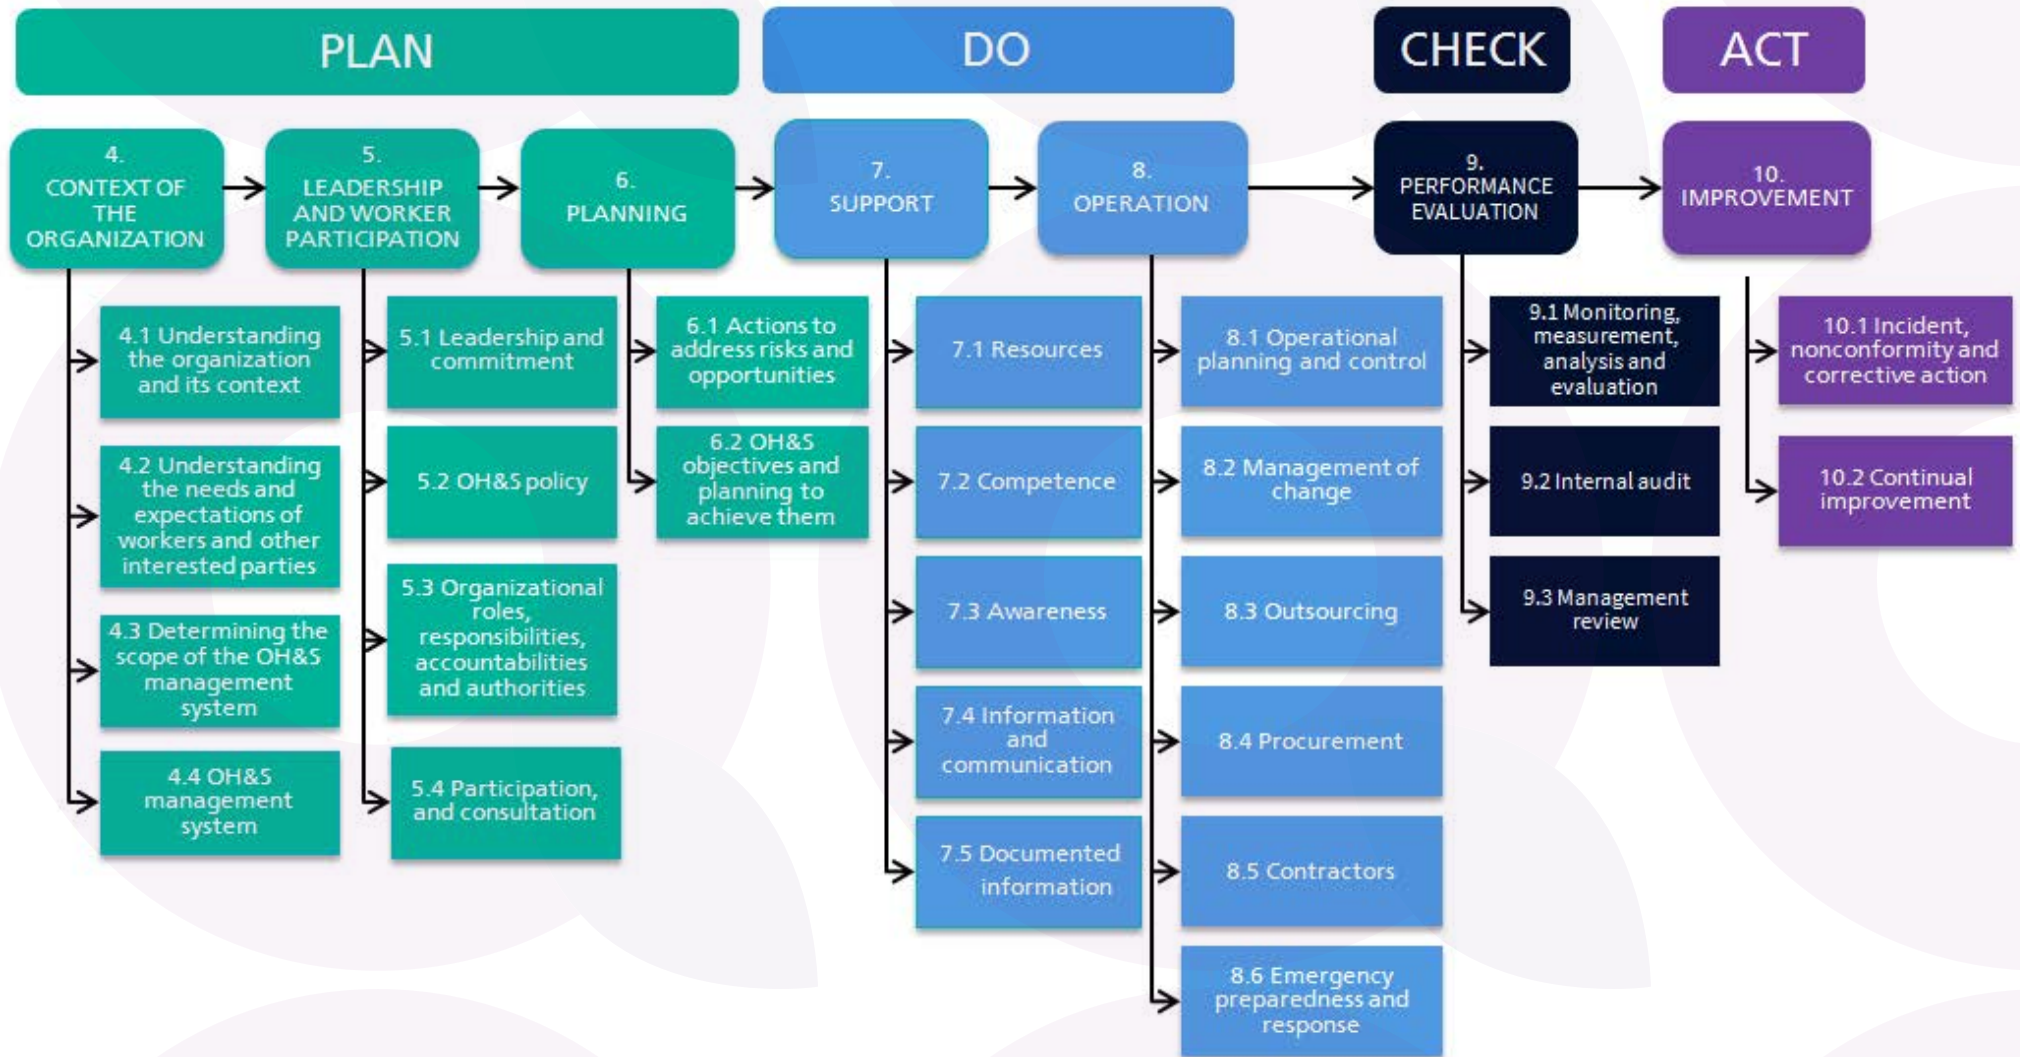 PLAN
DO
CHECK
ACT
4.
CONTEXT OF
THE
ORGANIZATION
5.
LEADERSHIP
AND WORKER
PARTICIPATION
6.
PLANNING
7.
SUPPORT
8.
OPERATION
9.
PERFORMANCE
EVALUATION
10.
IMPROVEMENT
4.1 Understanding
the organization
and its context
4.2 Understanding
the needs and
expectations of
workers and other
interested parties
4.3 Determining the
scope of the OH&S
management
system
4.4 OH&S
management
system
5.1 Leadership and
commitment
5.2 OH&S policy
5.3 Organizational
roles,
responsibilities,
accountabilities
and authorities
5.4 Participation,
and consultation
6.1 Actions to
address risks and
opportunities
6.2 OH&S
objectives and
planning to
achieve them
7.1 Resources
7.2 Competence
7.3 Awareness
7.4 Information
and
communication
7.5 Documented
information
8.1 Operational
planning and control
8.2 Management of
change
8.3 Outsourcing
8.4 Procurement
8.5 Contractors
8.6 Emergency
preparedness and
response
9.1 Monitoring,
measurement,
analysis and
evaluation
9.2 Internal audit
9.3 Management
review
10.1 Incident,
nonconformity and
corrective action
10.2 Continual
improvement